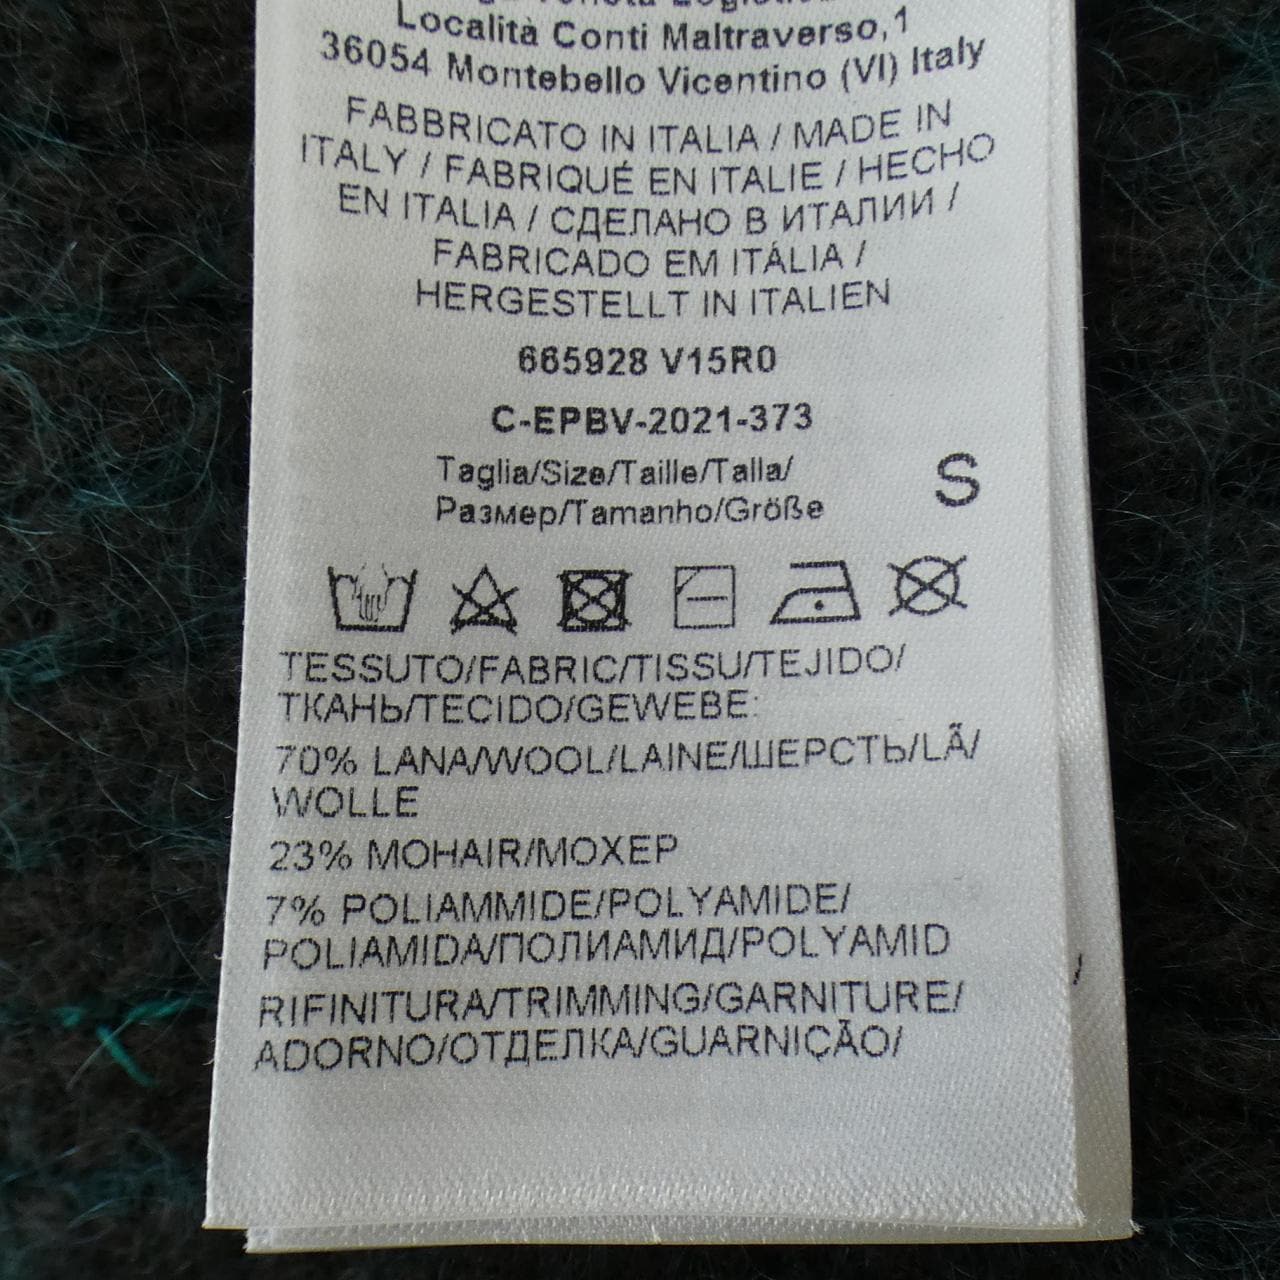 Località Conti Maltraverso,1
36054 Montebello Vicentino (VI) Italy
FABBRICATO IN ITALIA / MADE IN
ITALY / FABRIQUÉ EN ITALIE / HECHO
EN ITALIA / СДЕЛАНО В ИТАЛИИ /
FABRICADO EM ITÁLIA /
HERGESTELLT IN ITALIEN
665928 V15R0
C-EPBV-2021-373
Taglia/Size/Taille/Talla/
Размер/Tamanho/Größe
S
TESSUTO/FABRIC/TISSU/TEJIDO/
ТКАНЬ/TECIDO/GEWEBE:
70% LANA/WOOL/LAINE/ШЕРСТЬ/LÃ/
WOLLE
23% MOHAIR/МОХЕР
7% POLIAMMIDE/POLYAMIDE/
POLIAMIDA/ПОЛИАМИД/POLYAMID
RIFINITURA/TRIMMING/GARNITURE/
ADORNO/ОТДЕЛКА/GUARNIÇÃO/